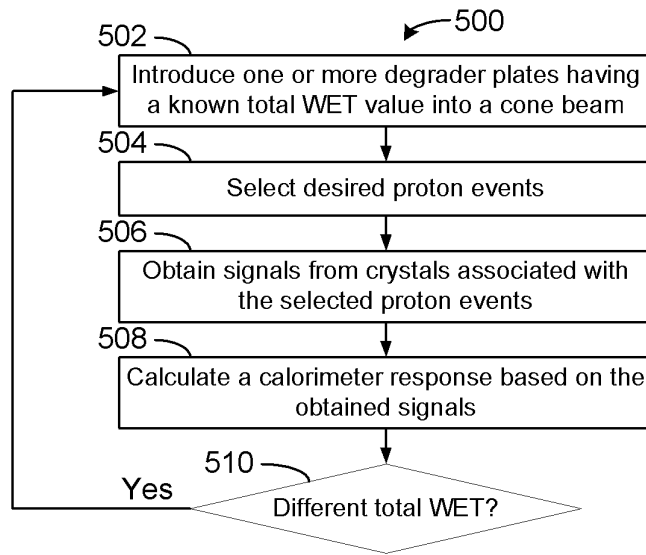 500
502
Introduce one or more degrader plates having
a known total WET value into a cone beam
504
Select desired proton events
506
Obtain signals from crystals associated with
the selected proton events
508
Calculate a calorimeter response based on the
obtained signals
510
Yes
Different total WET?